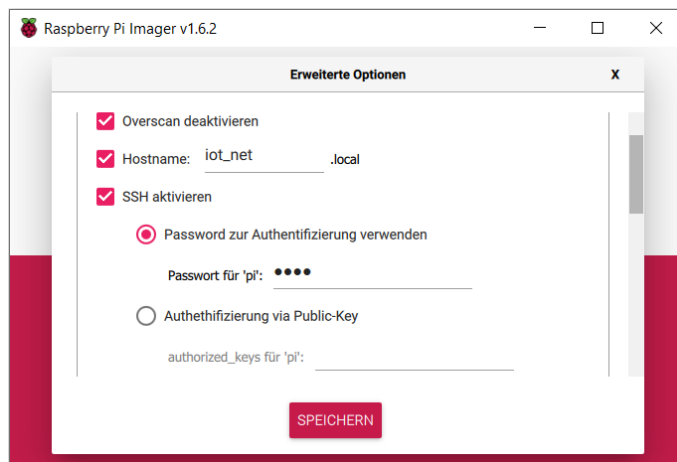 Raspberry Pi Imager v1.6.2
Erweiterte Optionen X
Overscan deaktivieren
Hostname: iot_net .local
SSH aktivieren
Password zur Authentifizierung verwenden
Passwort für 'pi': ••••
Authethifizierung via Public-Key
authorized_keys für 'pi':
SPEICHERN